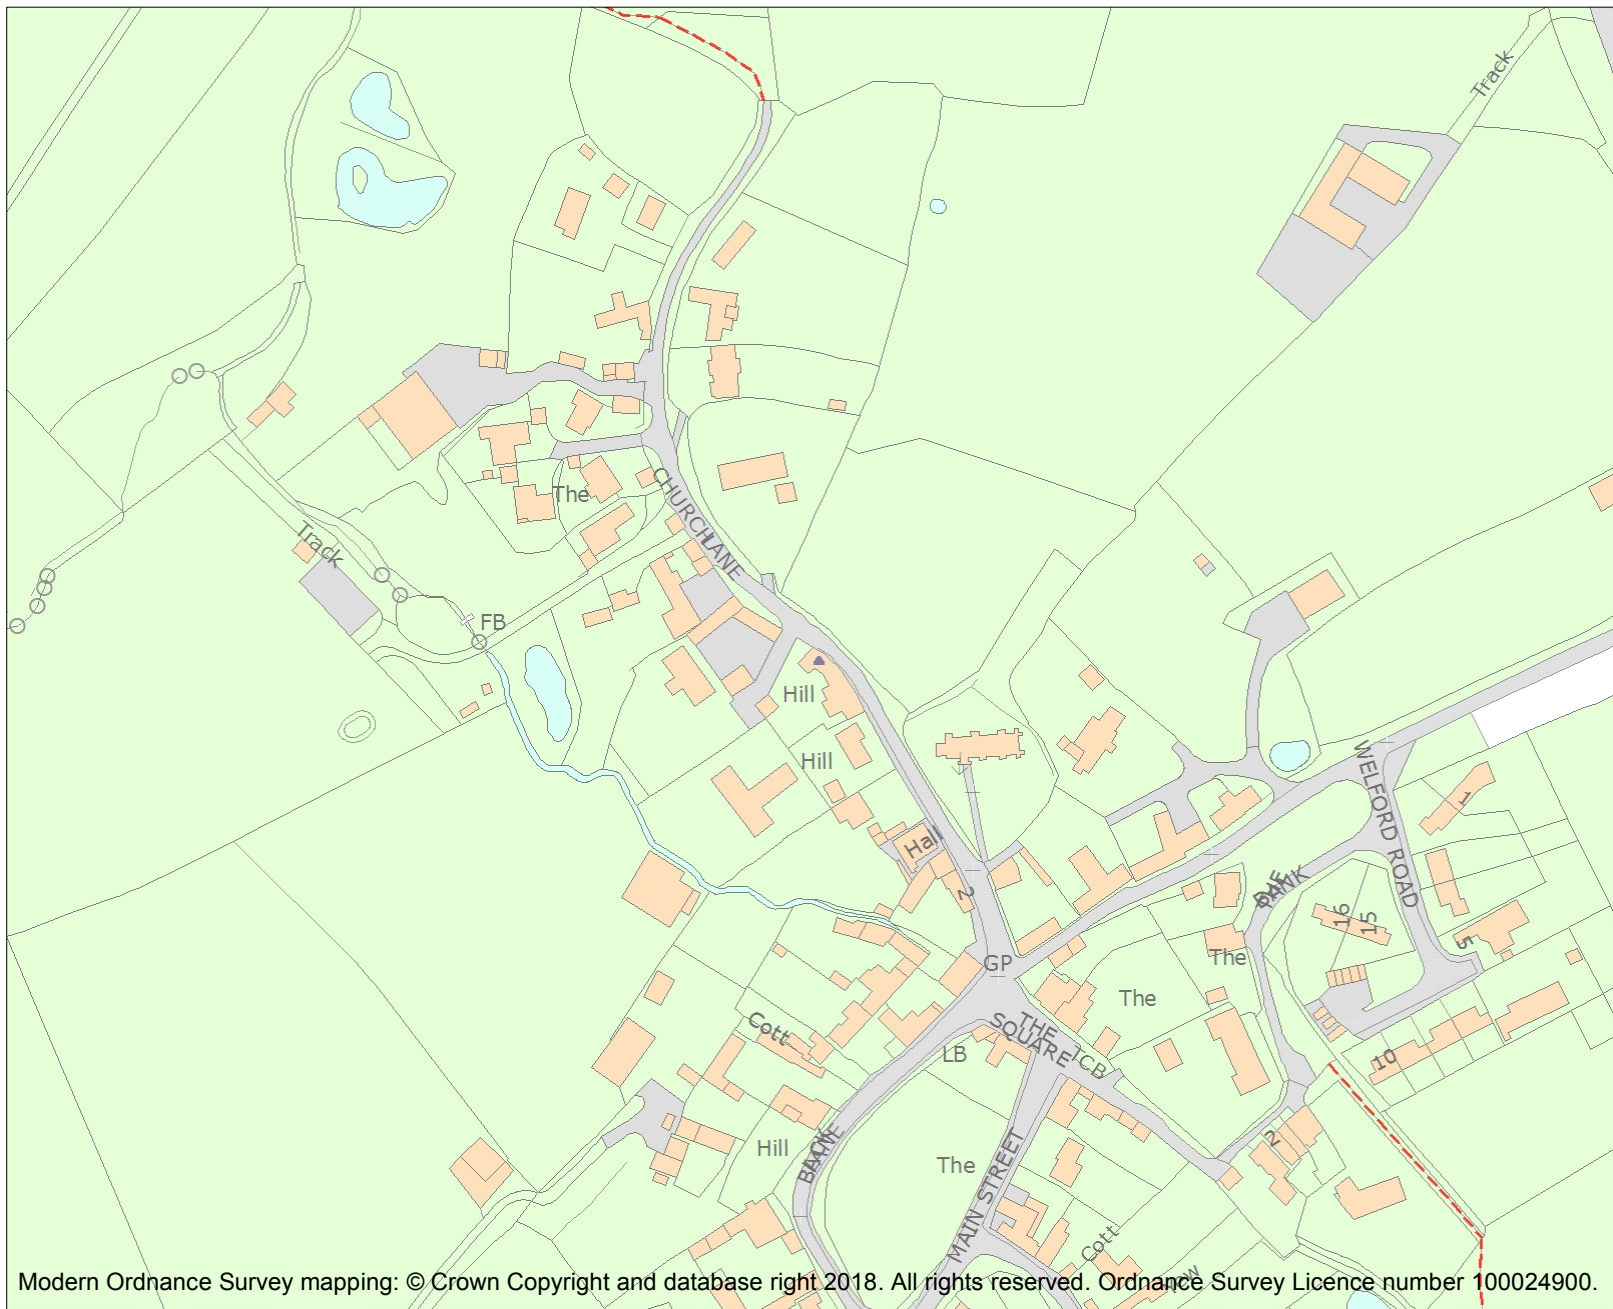 Track
The
CHURCH LANE
Track
FB
Hill
Hill
WELFORD ROAD
1
Hall
2
BANK
16
15
5
GP
The
The
THE
SQUARE
Cott
LB
TCB
10
BACK
LANE
Hill
The
2
MAIN STREET
Cott
Modern Ordnance Survey mapping: © Crown Copyright and database right 2018. All rights reserved. Ordnance Survey Licence number 100024900.